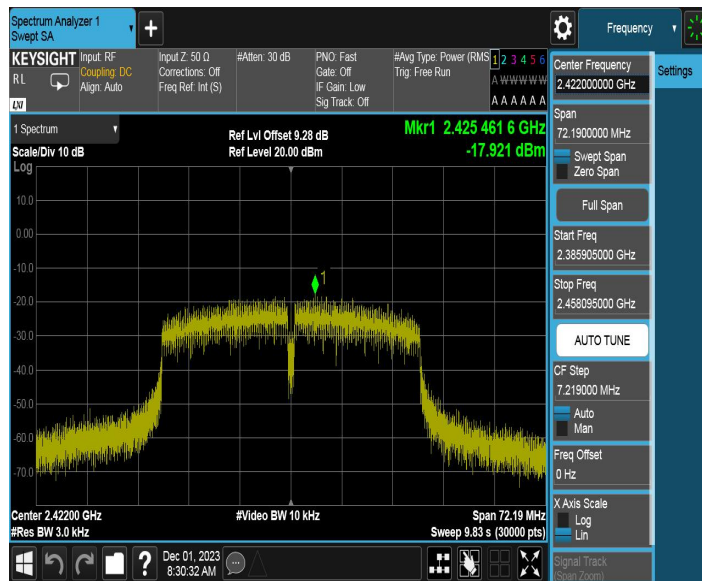 Spectrum Analyzer 1
Swept SA
Frequency
KEYSIGHT
RL
LXI
Input: RF
Coupling: DC
Align: Auto
Input Z: 50 Ω
Corrections: Off
Freq Ref: Int (S)
#Atten: 30 dB
PNO: Fast
Gate: Off
IF Gain: Low
Sig Track: Off
#Avg Type: Power (RMS
Trig: Free Run
1 2 3 4 5 6
A W W W W W
A A A A A A
1 Spectrum
Scale/Div 10 dB
Log
Ref Lvl Offset 9.28 dB
Ref Level 20.00 dBm
Mkr1 2.425 461 6 GHz
-17.921 dBm
10.0
0.00
-10.0
-20.0
-30.0
-40.0
-50.0
-60.0
-70.0
1
Center 2.42200 GHz
#Res BW 3.0 kHz
#Video BW 10 kHz
Span 72.19 MHz
Sweep 9.83 s (30000 pts)
Dec 01, 2023
8:30:32 AM
Center Frequency
2.422000000 GHz
Span
72.1900000 MHz
Swept Span
Zero Span
Full Span
Start Freq
2.385905000 GHz
Stop Freq
2.458095000 GHz
AUTO TUNE
CF Step
7.219000 MHz
Auto
Man
Freq Offset
0 Hz
X Axis Scale
Log
Lin
Signal Track
(Span Zoom)
Settings